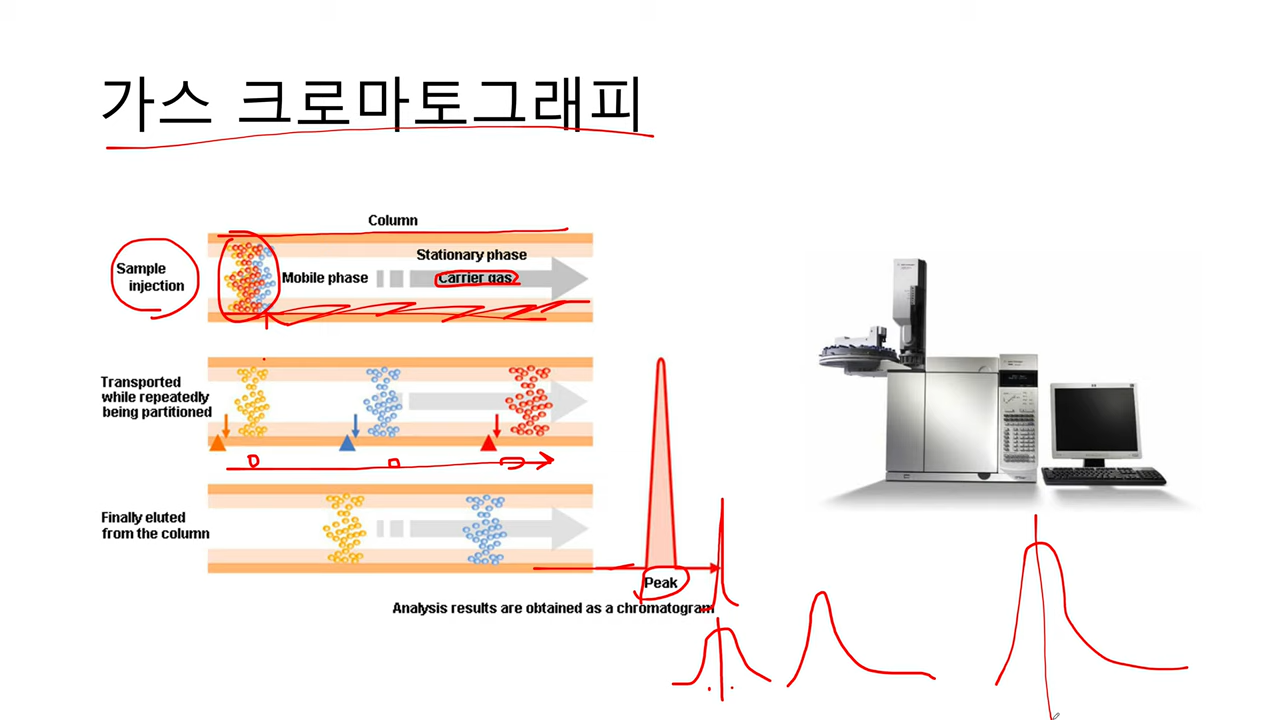 가스 크로마토그래피
Column
Stationary phase
Sample
injection
Mobile phase
Carrier gas
Transported
while repeatedly
being partitioned
Finally eluted
from the column
Peak
Analysis results are obtained as a chromatogram